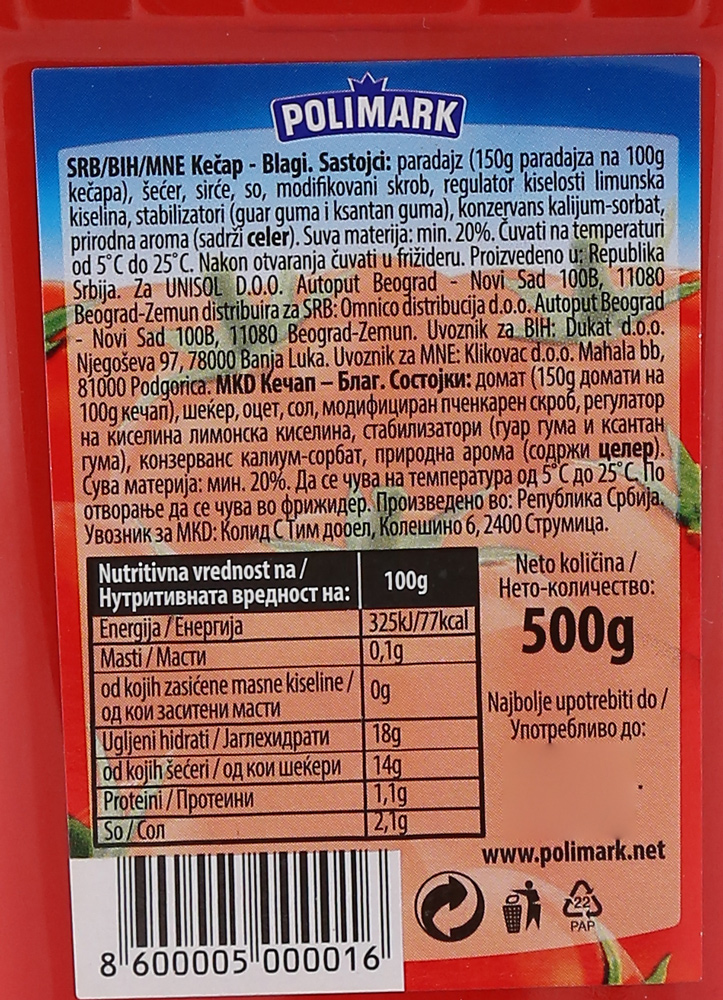 POLIMARK
SRB/BIH/MNE Kečap - Blagi. Sastojci: paradajz (150g paradajza na 100g
kečapa), šećer, sirće, so, modifikovani skrob, regulator kiselosti limunska
kiselina, stabilizatori (guar guma i ksantan guma), konzervans kalijum-sorbat,
prirodna aroma (sadrži celer). Suva materija: min. 20%. Čuvati na temperaturi
od 5°C do 25°C. Nakon otvaranja čuvati u frižideru. Proizvedeno u: Republika
Srbija. Za UNISOL D.O.O. Autoput Beograd - Novi Sad 100B, 11080
Beograd-Zemun distribuira za SRB: Omnico distribucija d.o.o. Autoput Beograd
- Novi Sad 100B, 11080 Beograd-Zemun. Uvoznik za BIH: Dukat d.o.o.
Njegoševa 97, 78000 Banja Luka. Uvoznik za MNE: Klikovac d.o.o. Mahala bb,
81000 Podgorica. MKD Кечап – Благ. Состојки: домат (150g домати на
100g кечап), шеќер, оцет, сол, модифициран пченкарен скроб, регулатор
на киселина лимонска киселина, стабилизатори (гуар гума и ксантан
гума), конзерванс калиум-сорбат, природна арома (содржи целер).
Сува материја: мин. 20%. Да се чува на температура од 5°C до 25°C. По
отворање да се чува во фрижидер. Произведено во: Република Србија.
Увозник за MKD: Колид С Тим дооел, Колешино 6, 2400 Струмица.
Nutritivna vrednost na /
Нутритивната вредност на:
100g
Energija / Енергија 325kJ/77kcal
Masti / Масти 0,1g
od kojih zasićene masne kiseline /
од кои заситени масти 0g
Ugljeni hidrati / Јаглехидрати 18g
od kojih šećeri / од кои шеќери 14g
Proteini / Протеини 1,1g
So / Сол 2,1g
Neto količina /
Нето-количество:
500g
Najbolje upotrebiti do /
Употребливо до:
www.polimark.net
22
PAP
8 600005 000016